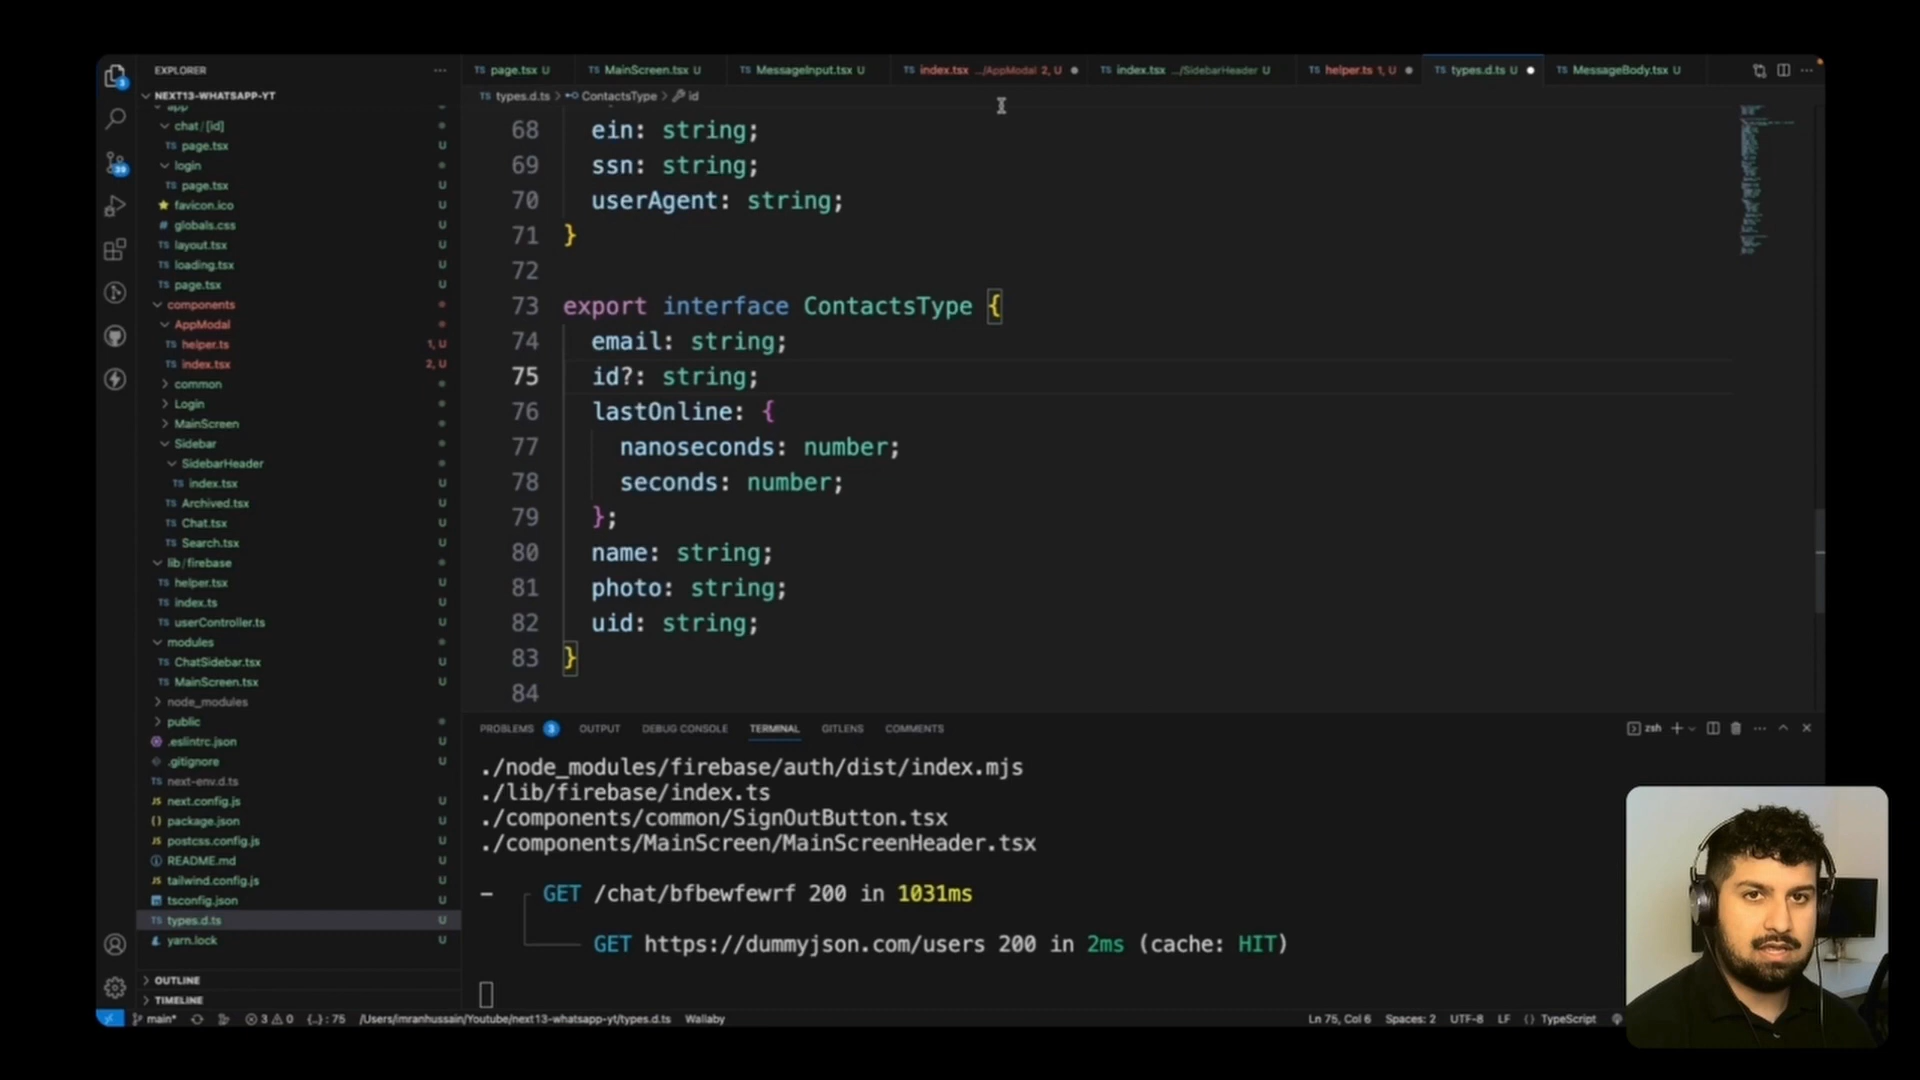 EXPLORER
page.tsx U
MainScreen.tsx U
MessageInput.tsx U
index.tsx .../AppModal 2, U
index.tsx .../SidebarHeader U
helper.ts 1, U
types.d.ts U
MessageBody.tsx U
NEXT13-WHATSAPP-YT
types.d.ts > ContactsType > id
app
chat / [id]
page.tsx U
login
page.tsx U
favicon.ico U
globals.css U
layout.tsx U
loading.tsx U
page.tsx U
components
AppModal
helper.ts 1, U
index.tsx 2, U
common
Login
MainScreen
Sidebar
SidebarHeader
index.tsx U
Archived.tsx U
Chat.tsx U
Search.tsx U
lib / firebase
helper.tsx U
index.ts U
userController.ts U
modules
ChatSidebar.tsx U
MainScreen.tsx U
node_modules
public
.eslintrc.json U
.gitignore U
next-env.d.ts
next.config.js U
package.json U
postcss.config.js U
README.md U
tailwind.config.js U
tsconfig.json U
types.d.ts U
yarn.lock U
OUTLINE
TIMELINE
68 ein: string;
69 ssn: string;
70 userAgent: string;
71 }
72
73 export interface ContactsType {
74 email: string;
75 id?: string;
76 lastOnline: {
77 nanoseconds: number;
78 seconds: number;
79 };
80 name: string;
81 photo: string;
82 uid: string;
83 }
84
PROBLEMS 3 OUTPUT DEBUG CONSOLE TERMINAL GITLENS COMMENTS
zsh
./node_modules/firebase/auth/dist/index.mjs
./lib/firebase/index.ts
./components/common/SignOutButton.tsx
./components/MainScreen/MainScreenHeader.tsx
- GET /chat/bfbewfewrf 200 in 1031ms
GET https://dummyjson.com/users 200 in 2ms (cache: HIT)
main* 3 0 {..} : 75 /Users/imranhussain/Youtube/next13-whatsapp-yt/types.d.ts Wallaby
Ln 75, Col 6 Spaces: 2 UTF-8 LF {} TypeScript